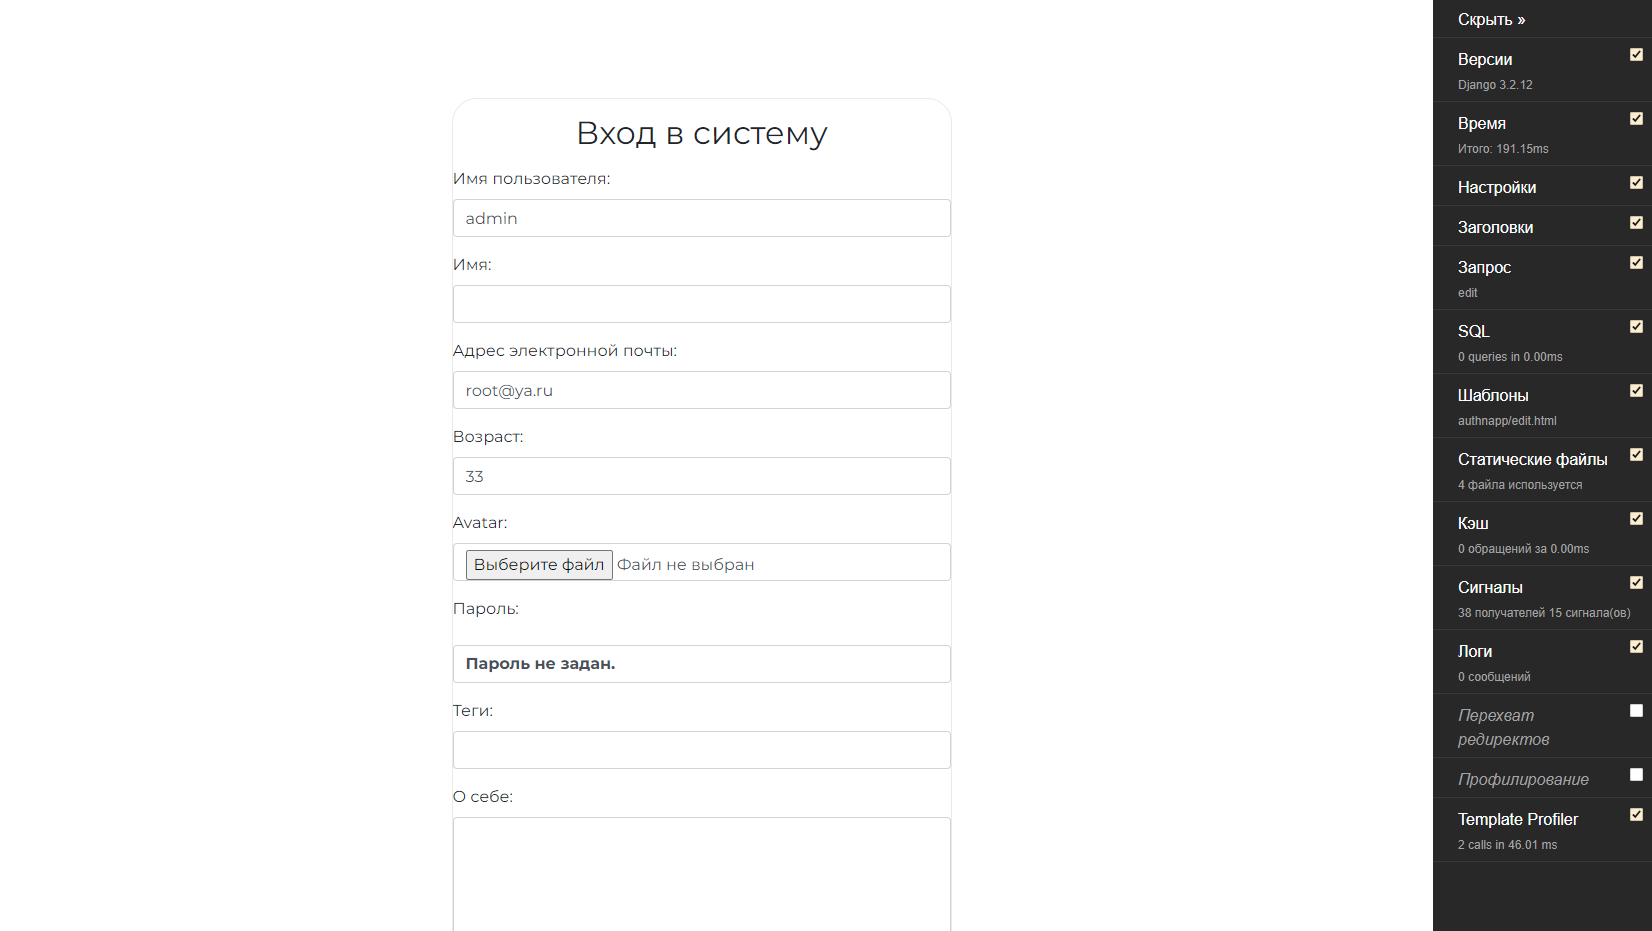 Вход в систему
Имя пользователя:
admin
Имя:
Адрес электронной почты:
root@ya.ru
Возраст:
33
Avatar:
Выберите файл Файл не выбран
Пароль:
Пароль не задан.
Теги:
О себе:
Скрыть »
Версии
Django 3.2.12
Время
Итого: 191.15ms
Настройки
Заголовки
Запрос
edit
SQL
0 queries in 0.00ms
Шаблоны
authnapp/edit.html
Статические файлы
4 файла используется
Кэш
0 обращений за 0.00ms
Сигналы
38 получателей 15 сигнала(ов)
Логи
0 сообщений
Перехват
редиректов
Профилирование
Template Profiler
2 calls in 46.01 ms